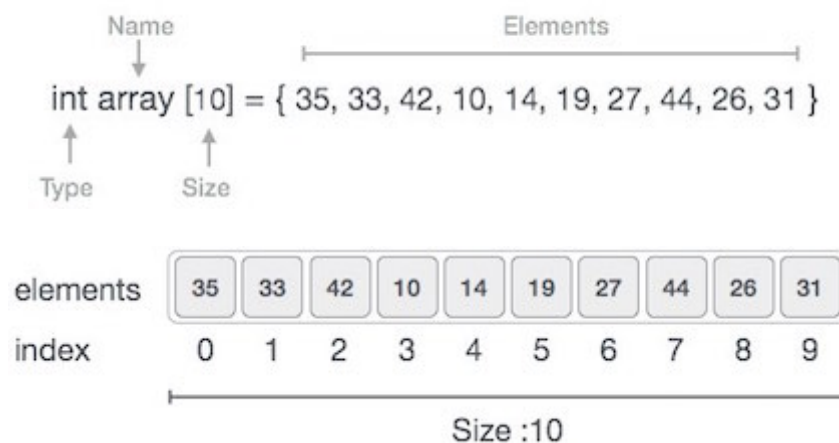 Name Elements
int array [10] = { 35, 33, 42, 10, 14, 19, 27, 44, 26, 31 }
Type Size
elements 35 33 42 10 14 19 27 44 26 31
index 0 1 2 3 4 5 6 7 8 9
Size :10